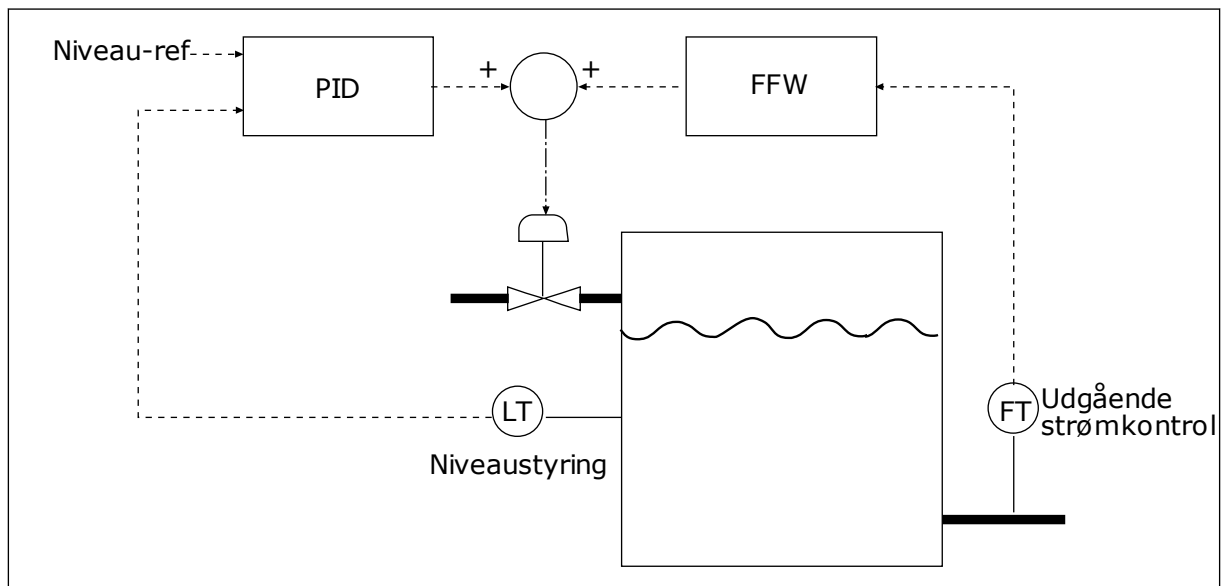 Niveau-ref
PID
+
+
FFW
LT
Niveaustyring
FT
Udgående
strømkontrol